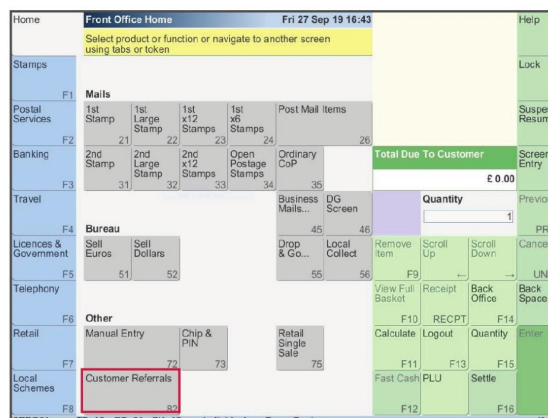 Home
Front Office Home Fri 27 Sep 19 16:43
Help
Select product or function or navigate to another screen
using tabs or token
Stamps
F1
Lock
Mails
Postal
Services
F2
1st
Stamp
21
1st
Large
Stamp
22
1st
x12
Stamps
23
1st
x6
Stamps
24
Post Mail Items
26
Banking
F3
2nd
Stamp
31
2nd
Large
Stamp
32
2nd
x12
Stamps
33
Open
Postage
Stamps
34
Ordinary
CoP
35
Total Due To Customer
£ 0.00
Screen
Entry
Travel
F4
Business
Mails...
45
DG
Screen
46
Quantity
1
PR
Bureau
Licences &
Government
F5
Sell
Euros
51
Sell
Dollars
52
Drop
& Go...
55
Local
Collect
56
Remove
Item
F9
Scroll
Up
←
Scroll
Down
→
UN
Telephony
F6
View Full
Basket
F10
Receipt
RECPT
Back
Office
F14
Back
Space
Other
Retail
F7
Manual Entry
72
Chip &
PIN
73
Retail
Single
Sale
75
Calculate
F11
Logout
F13
Quantity
F15
Enter
Local
Schemes
F8
Customer Referrals
82
Fast Cash
F12
PLU
Settle
F16